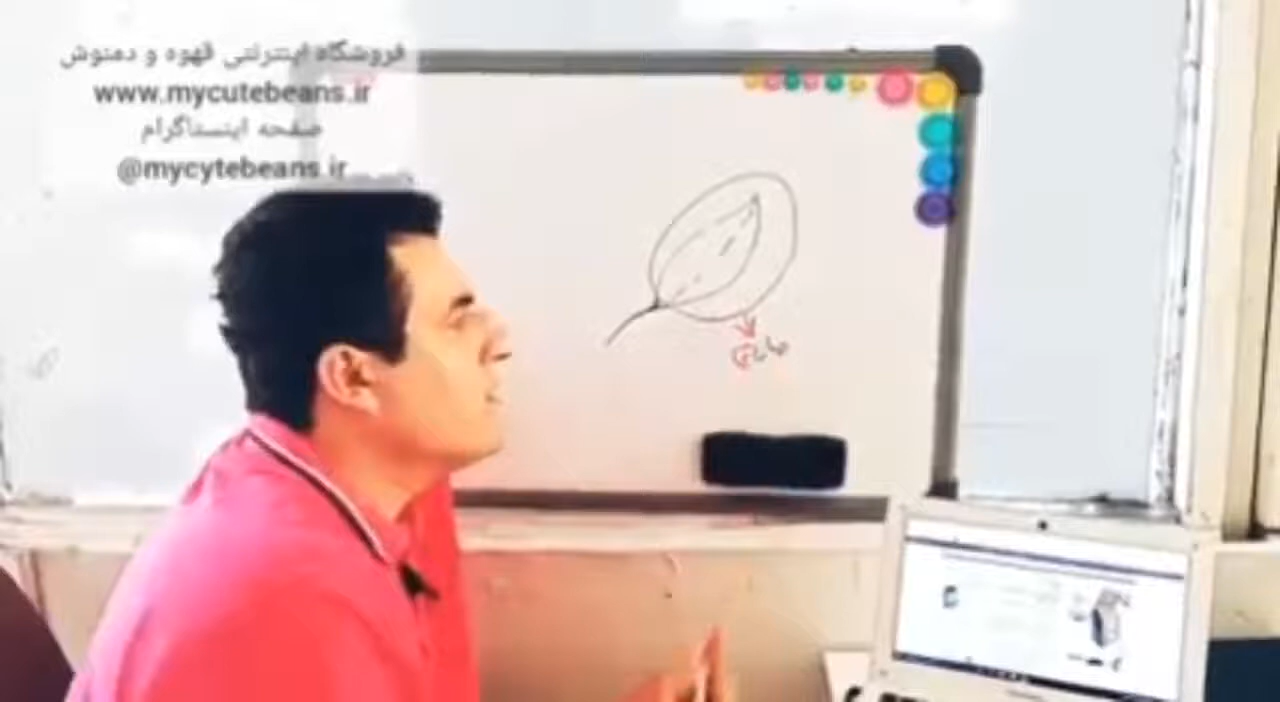 فروشگاه اینترنتی قهوه و دمنوش
www.mycutebeans.ir
صفحه اینستاگرام
@mycytebeans.ir